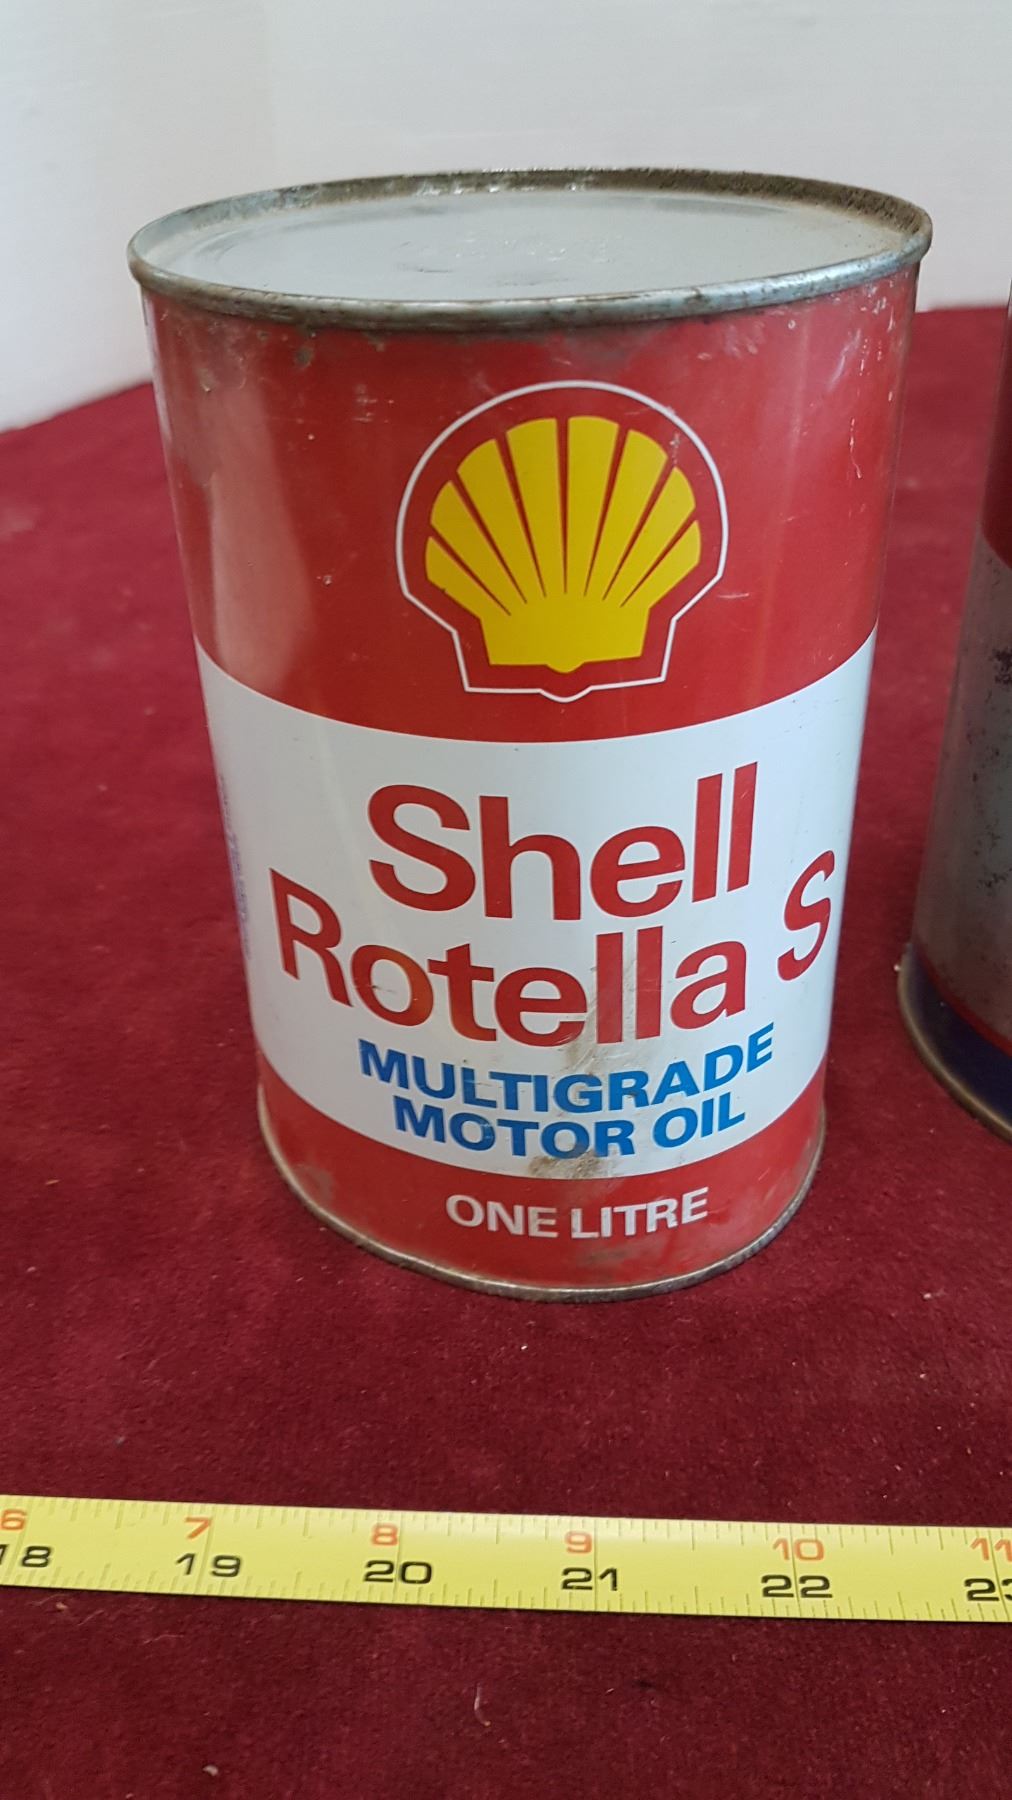 Shell
Rotella S
MULTIGRADE
MOTOR OIL
ONE LITRE
6 7 8 9 10 11
18 19 20 21 22